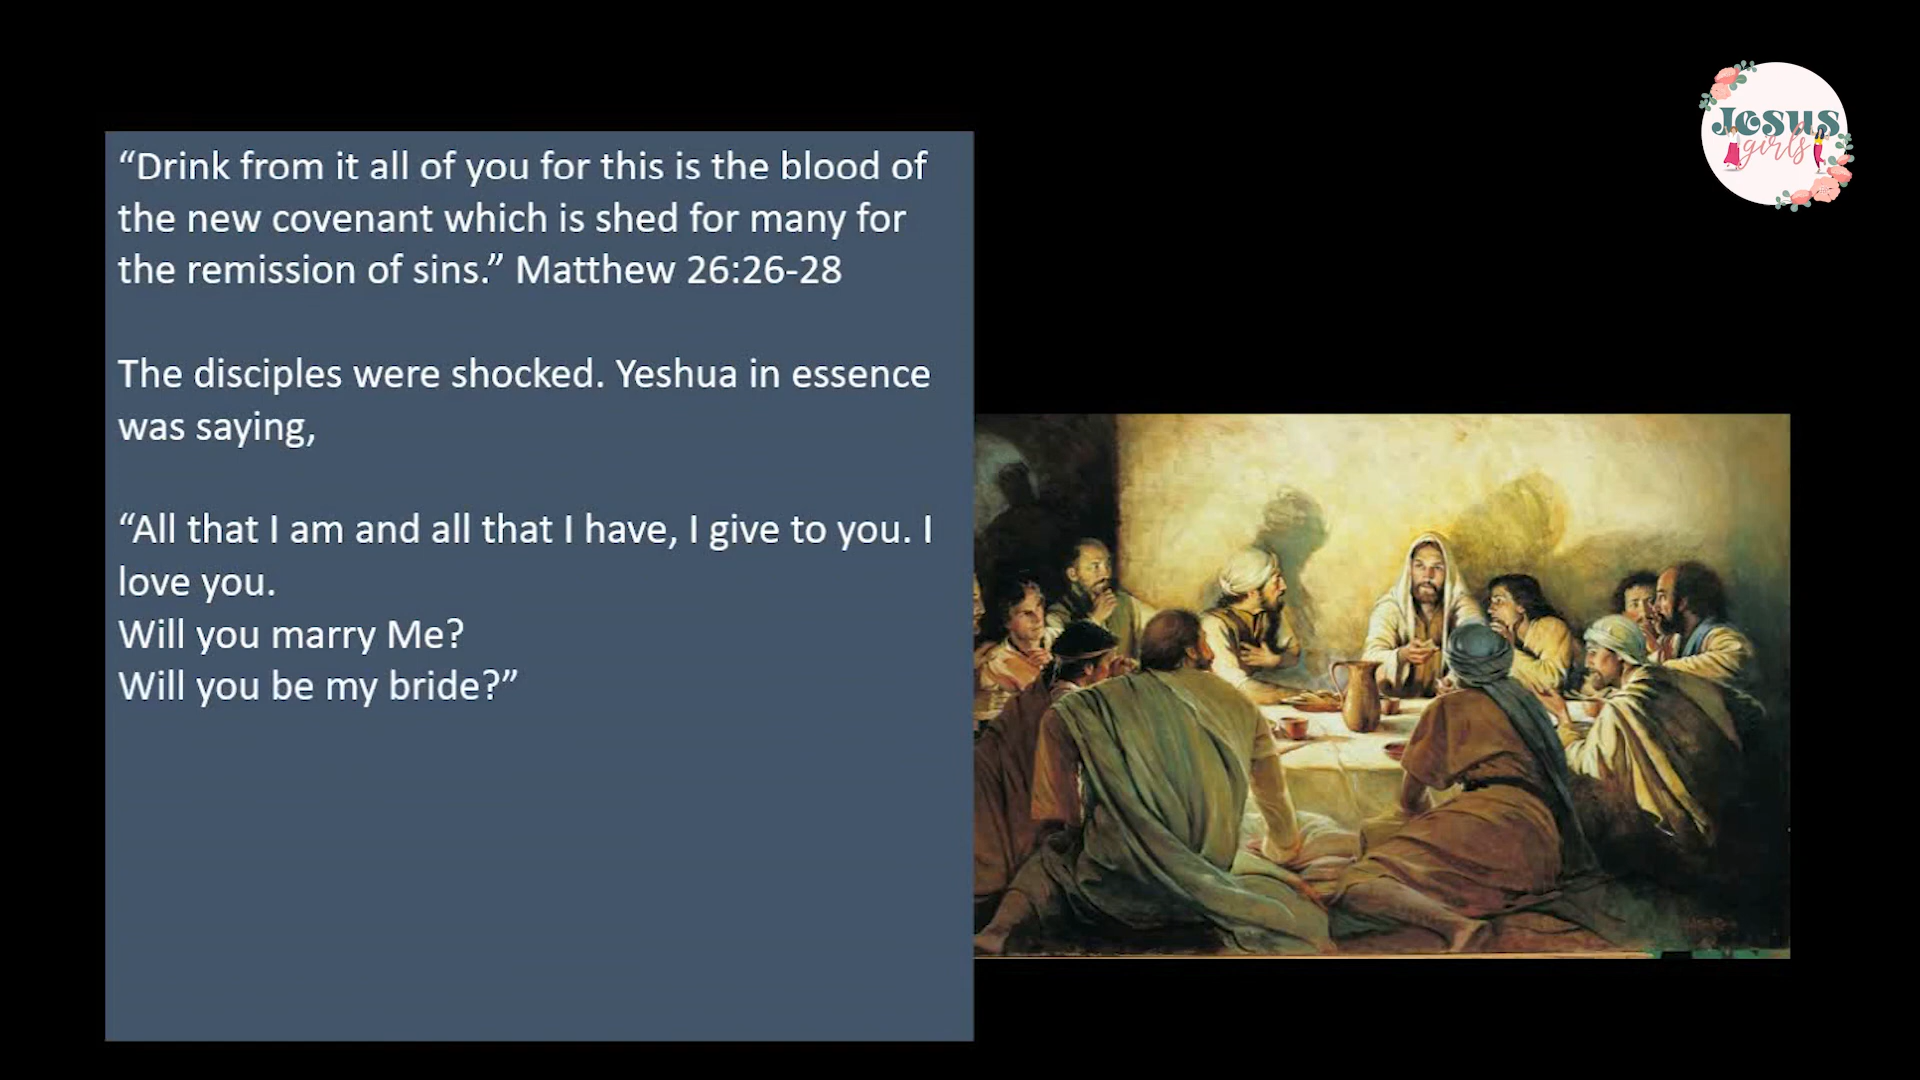 Jesus
girls
“Drink from it all of you for this is the blood of
the new covenant which is shed for many for
the remission of sins.” Matthew 26:26-28
The disciples were shocked. Yeshua in essence
was saying,
“All that I am and all that I have, I give to you. I
love you.
Will you marry Me?
Will you be my bride?”